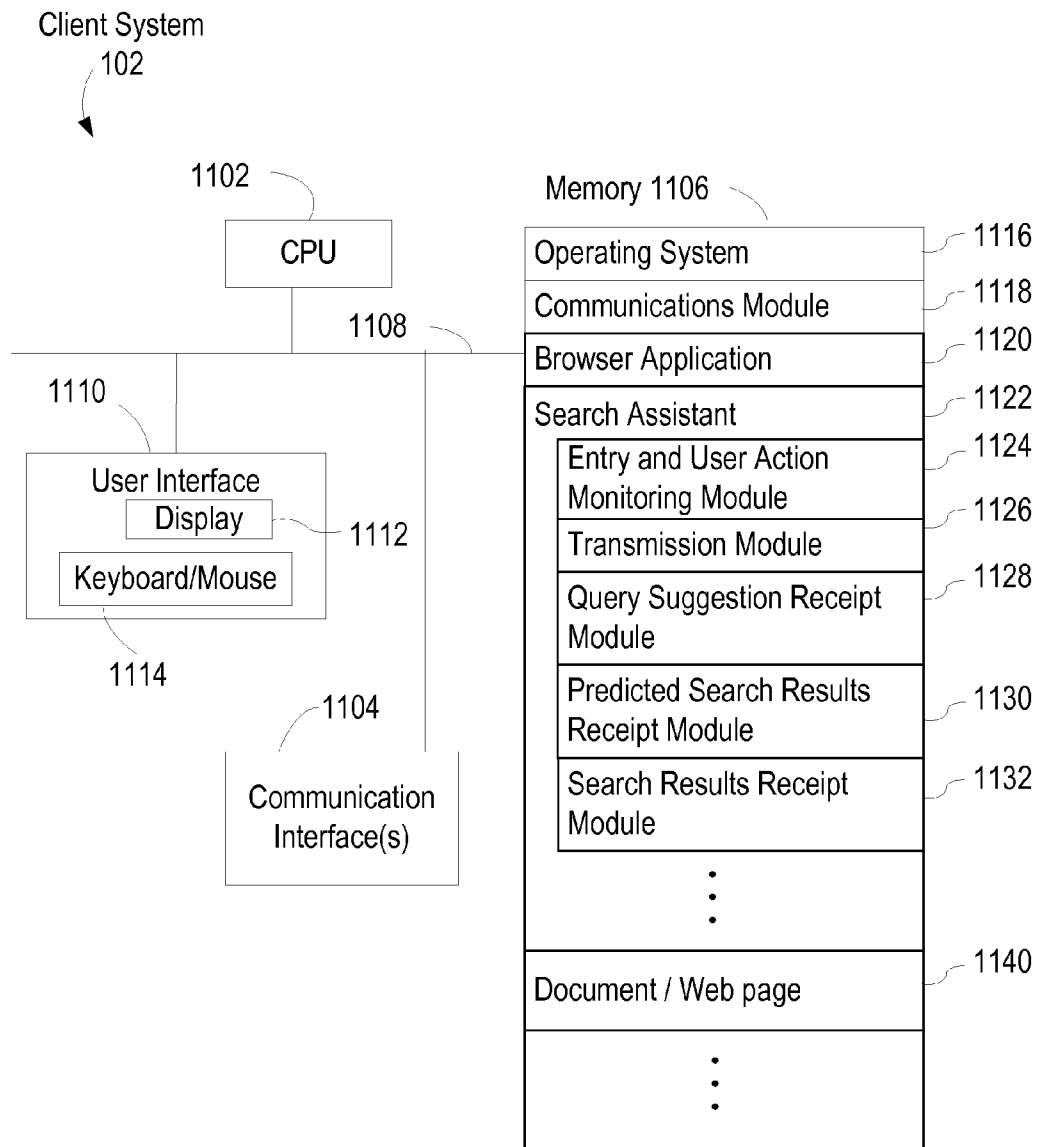 Client System
102
1102
CPU
1108
1110
User Interface
Display
1112
Keyboard/Mouse
1114
1104
Communication
Interface(s)
Memory 1106
Operating System
1116
Communications Module
1118
Browser Application
1120
Search Assistant
1122
Entry and User Action
Monitoring Module
1124
Transmission Module
1126
Query Suggestion Receipt
Module
1128
Predicted Search Results
Receipt Module
1130
Search Results Receipt
Module
1132
Document / Web page
1140